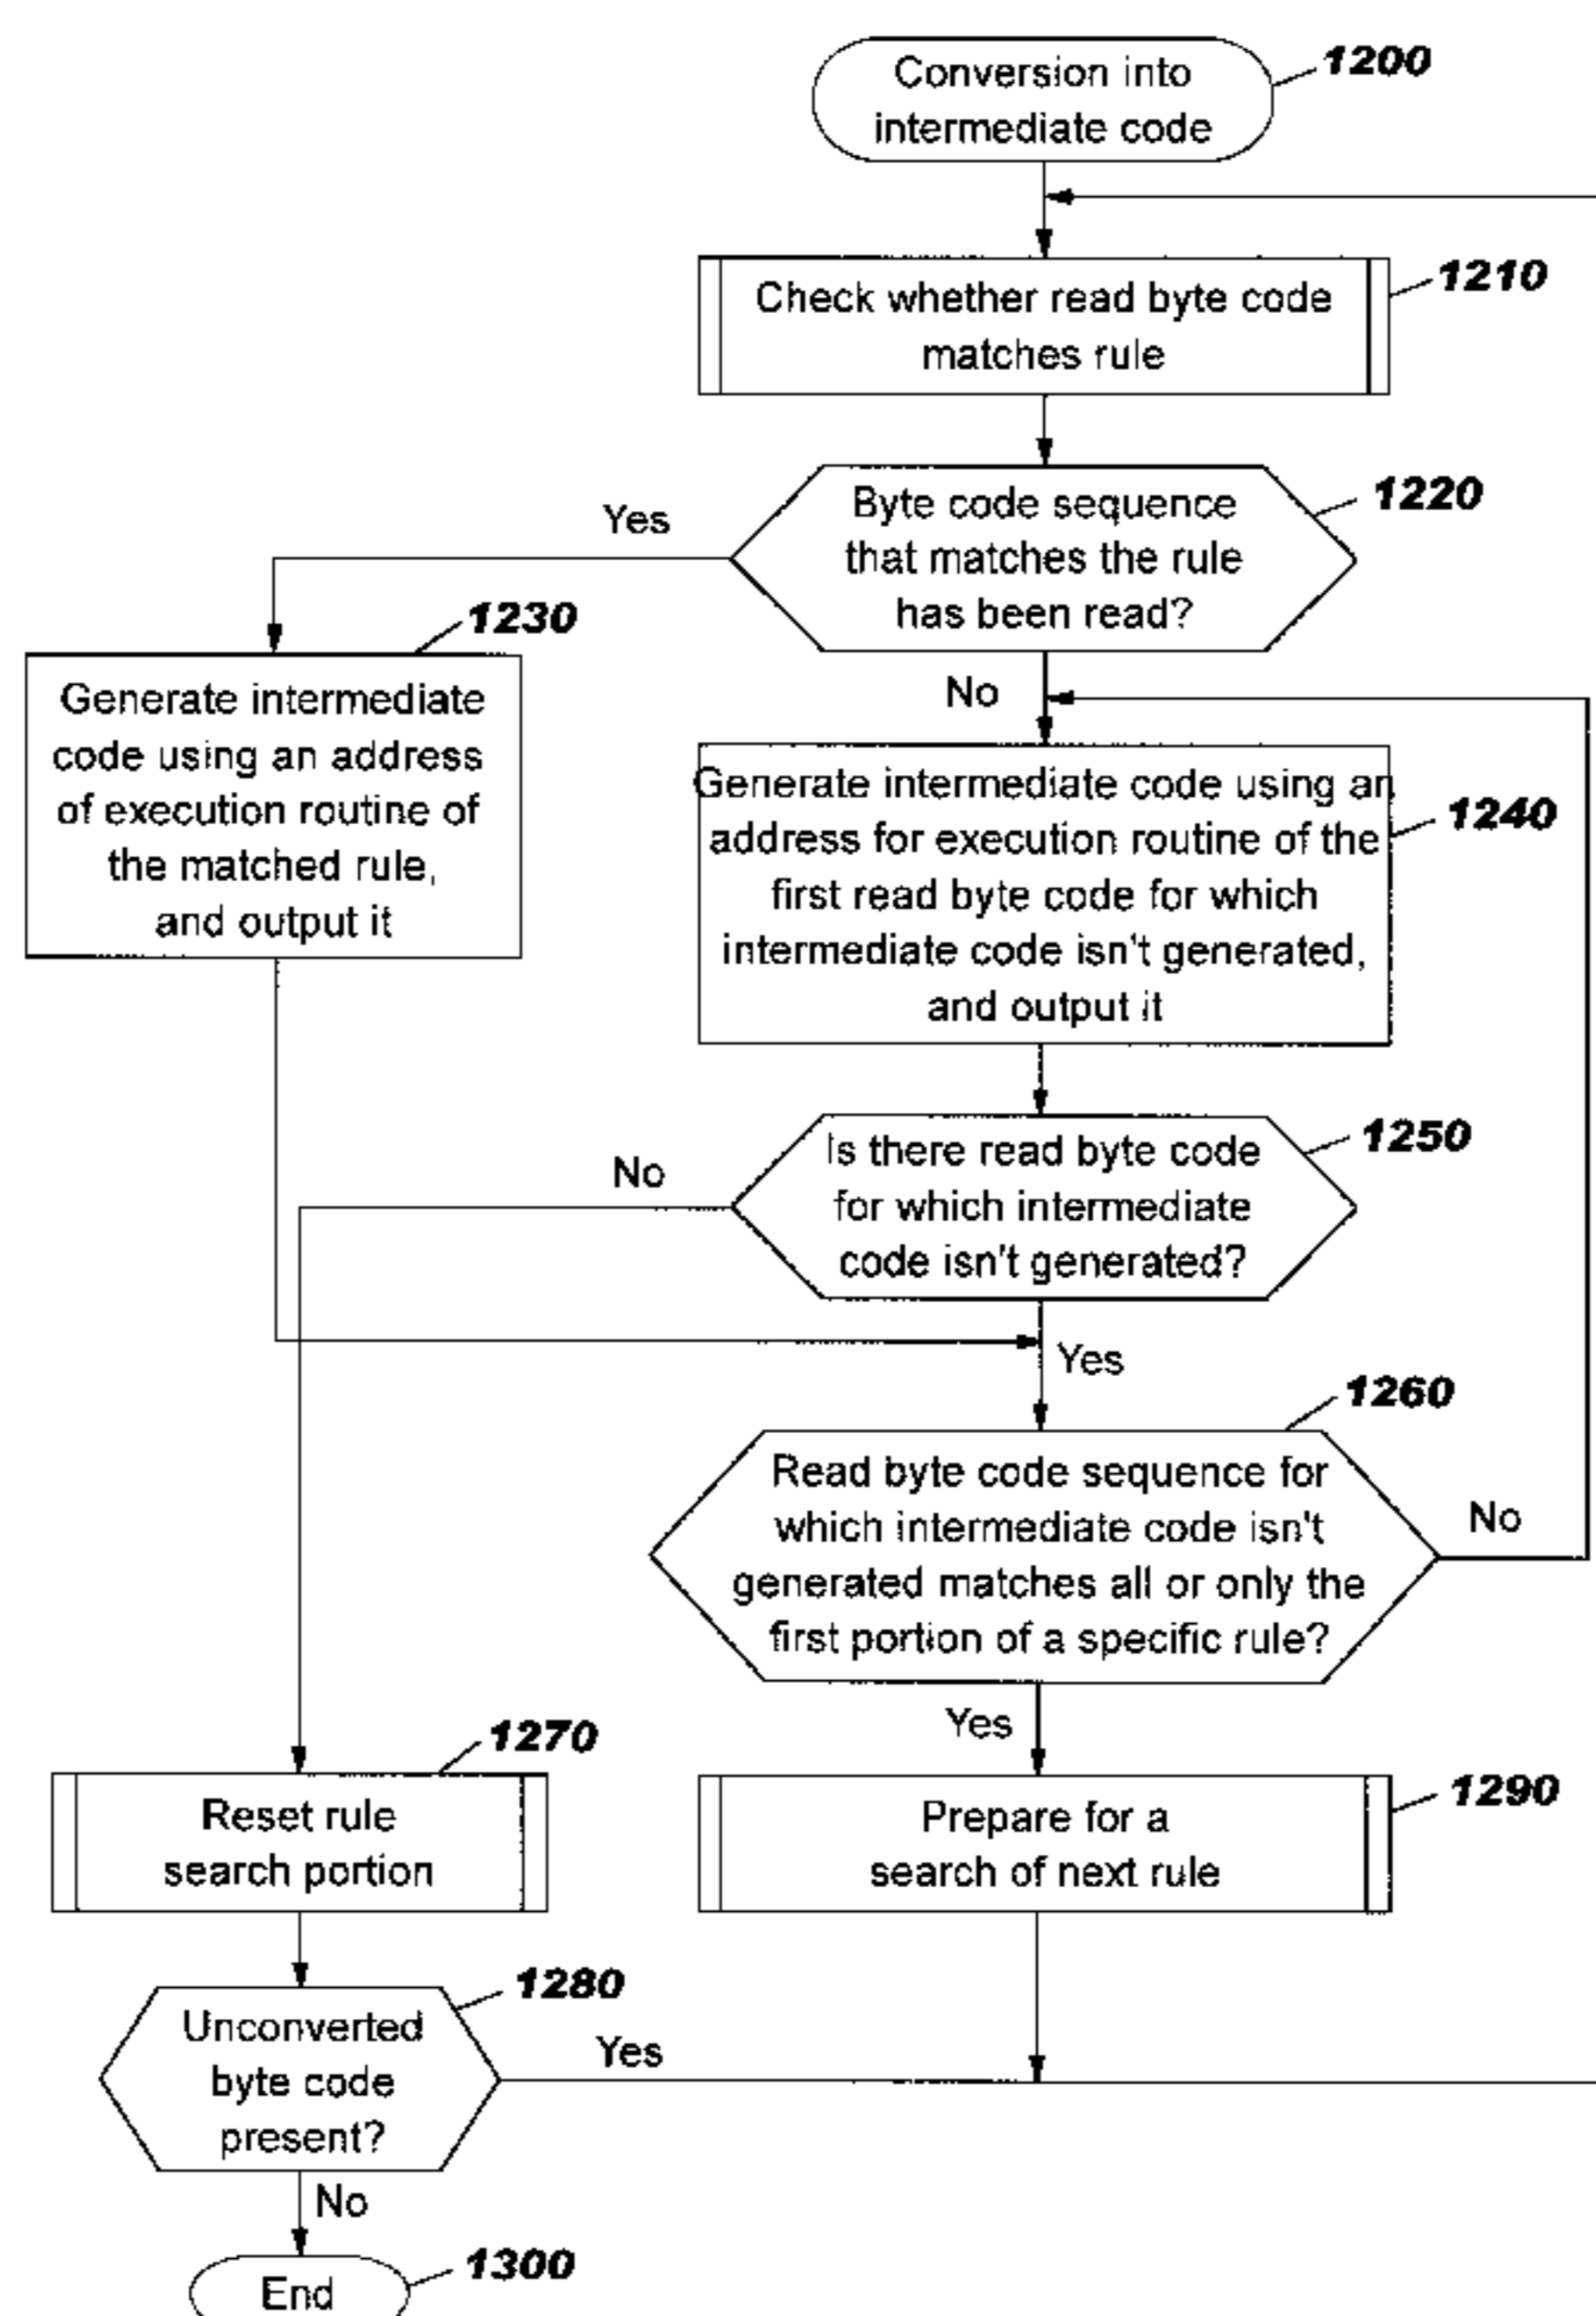 Conversion into
intermediate code
1200
Check whether read byte code
matches rule
1210
Byte code sequence
that matches the rule
has been read?
1220
Yes
No
1230
Generate intermediate
code using an address
of execution routine of
the matched rule,
and output it
Generate intermediate code using an
address for execution routine of the
first read byte code for which
intermediate code isn't generated,
and output it
1240
Is there read byte code
for which intermediate
code isn't generated?
1250
No
Yes
1260
Read byte code sequence for
which intermediate code isn't
generated matches all or only the
first portion of a specific rule?
No
Yes
1270
Reset rule
search portion
Prepare for a
search of next rule
1290
1280
Unconverted
byte code
present?
Yes
No
End
1300